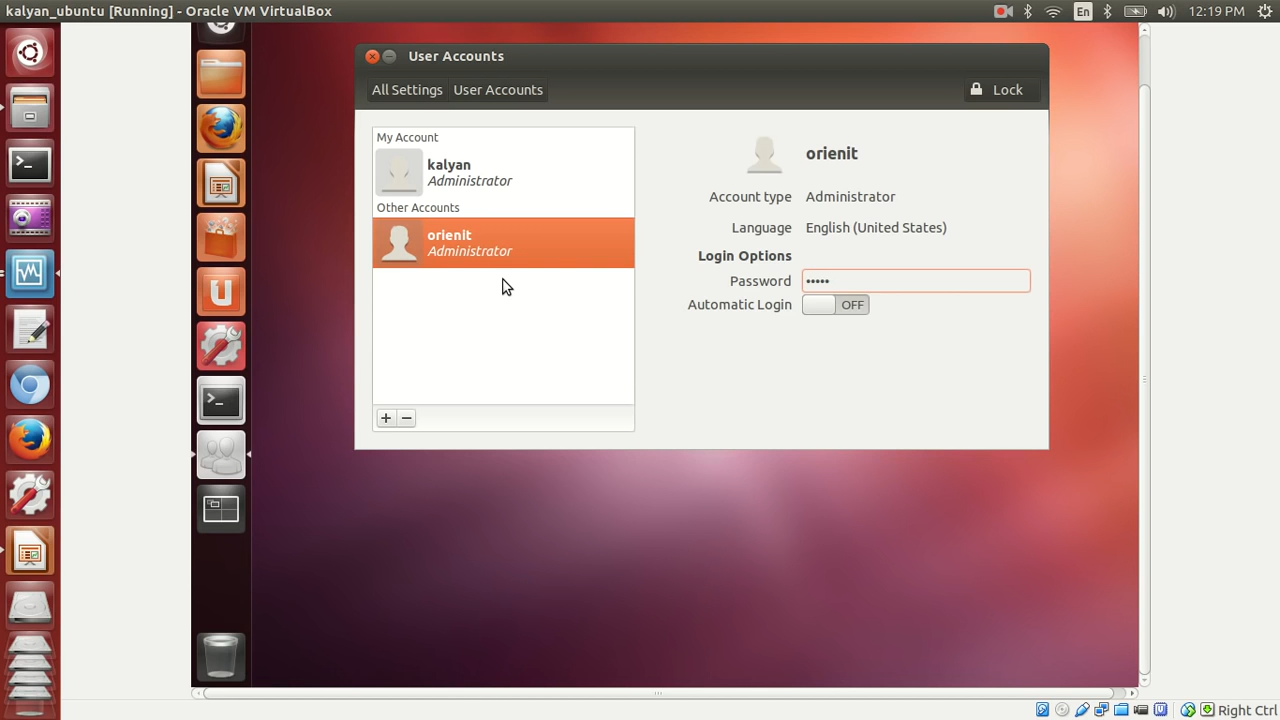 kalyan_ubuntu [Running] - Oracle VM VirtualBox
En
12:19 PM
User Accounts
All Settings User Accounts
Lock
My Account
kalyan
Administrator
Other Accounts
orienit
Administrator
orienit
Account type Administrator
Language English (United States)
Login Options
Password •••••
Automatic Login OFF
Right Ctrl